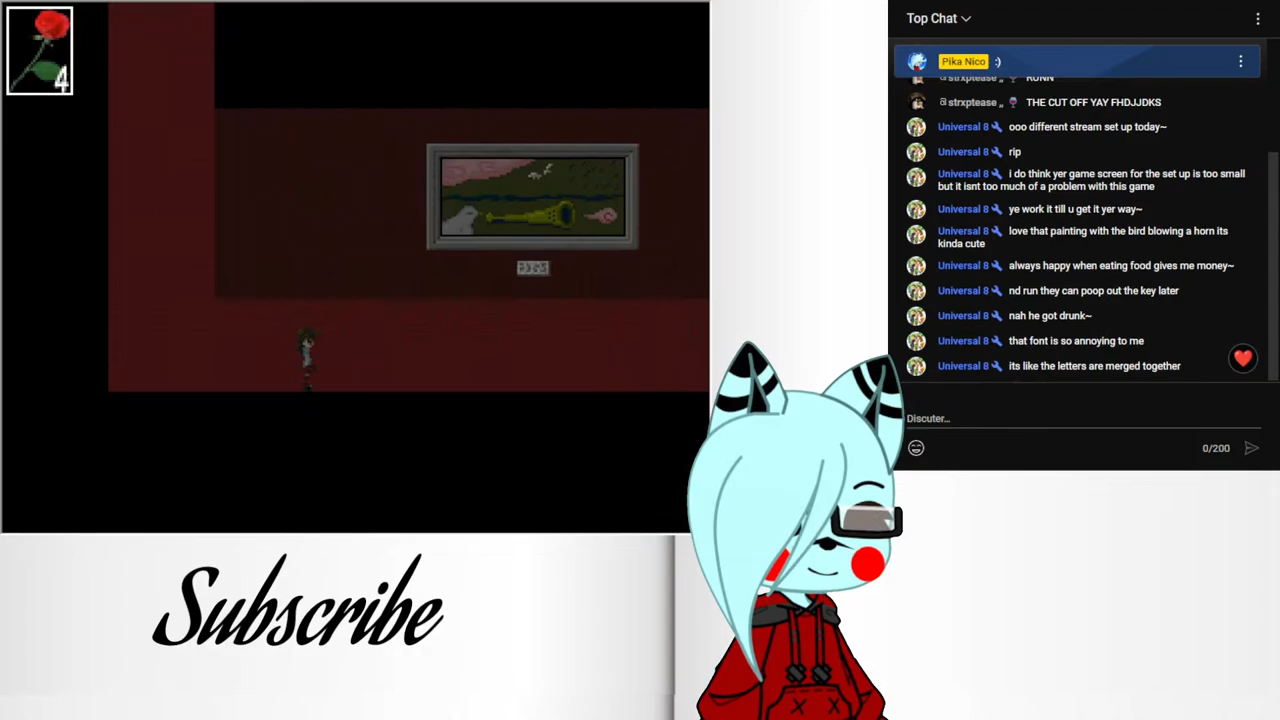 4
Subscribe
Top Chat
Pika Nico :)
strxptease „ 🍷 RUNN
strxptease „ 🍷 THE CUT OFF YAY FHDJJDKS
Universal 8 ooo different stream set up today~
Universal 8 rip
Universal 8 i do think yer game screen for the set up is too small
but it isnt too much of a problem with this game
Universal 8 ye work it till u get it yer way~
Universal 8 love that painting with the bird blowing a horn its
kinda cute
Universal 8 always happy when eating food gives me money~
Universal 8 nd run they can poop out the key later
Universal 8 nah he got drunk~
Universal 8 that font is so annoying to me
Universal 8 its like the letters are merged together
Discuter...
0/200